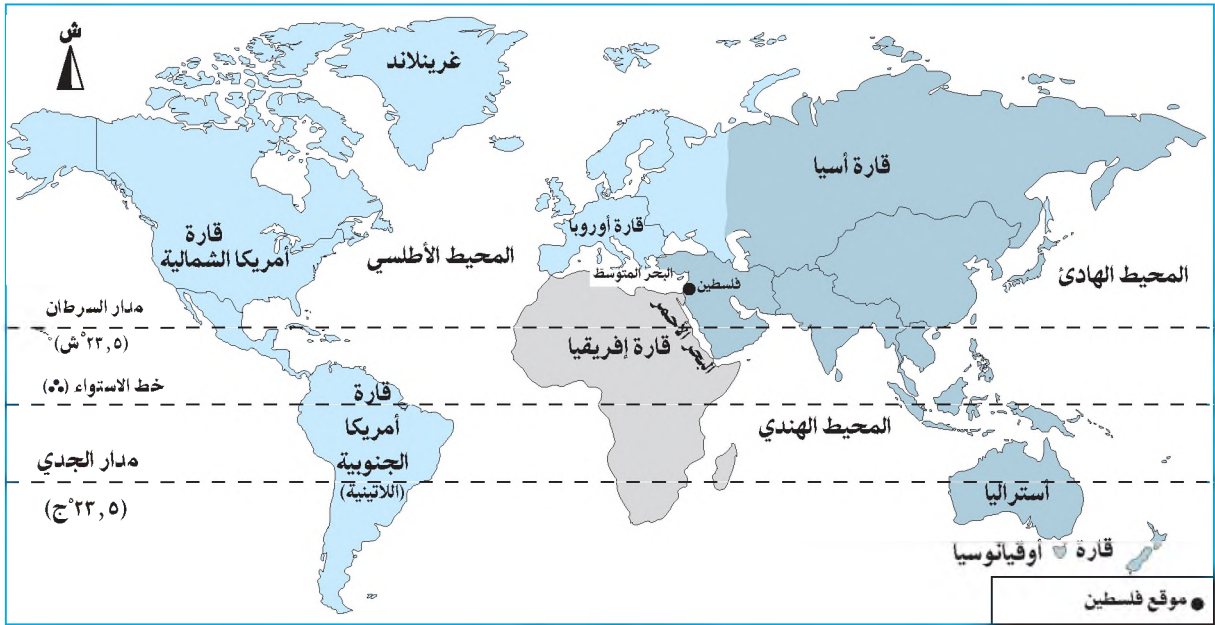 ش
غرينلاند
قارة أسيا
قارة أوروبا
قارة
أمريكا الشمالية
المحيط الأطلسي
المحيط الهادئ
البحر المتوسط
فلسطين
البحر الأحمر
مدار السرطان
(٢٣,٥°ش)
قارة إفريقيا
خط الاستواء (٠°)
قارة
أمريكا
الجنوبية
(اللاتينية)
المحيط الهندي
مدار الجدي
(٢٣,٥°ج)
أستراليا
قارة أوقيانوسيا
موقع فلسطين